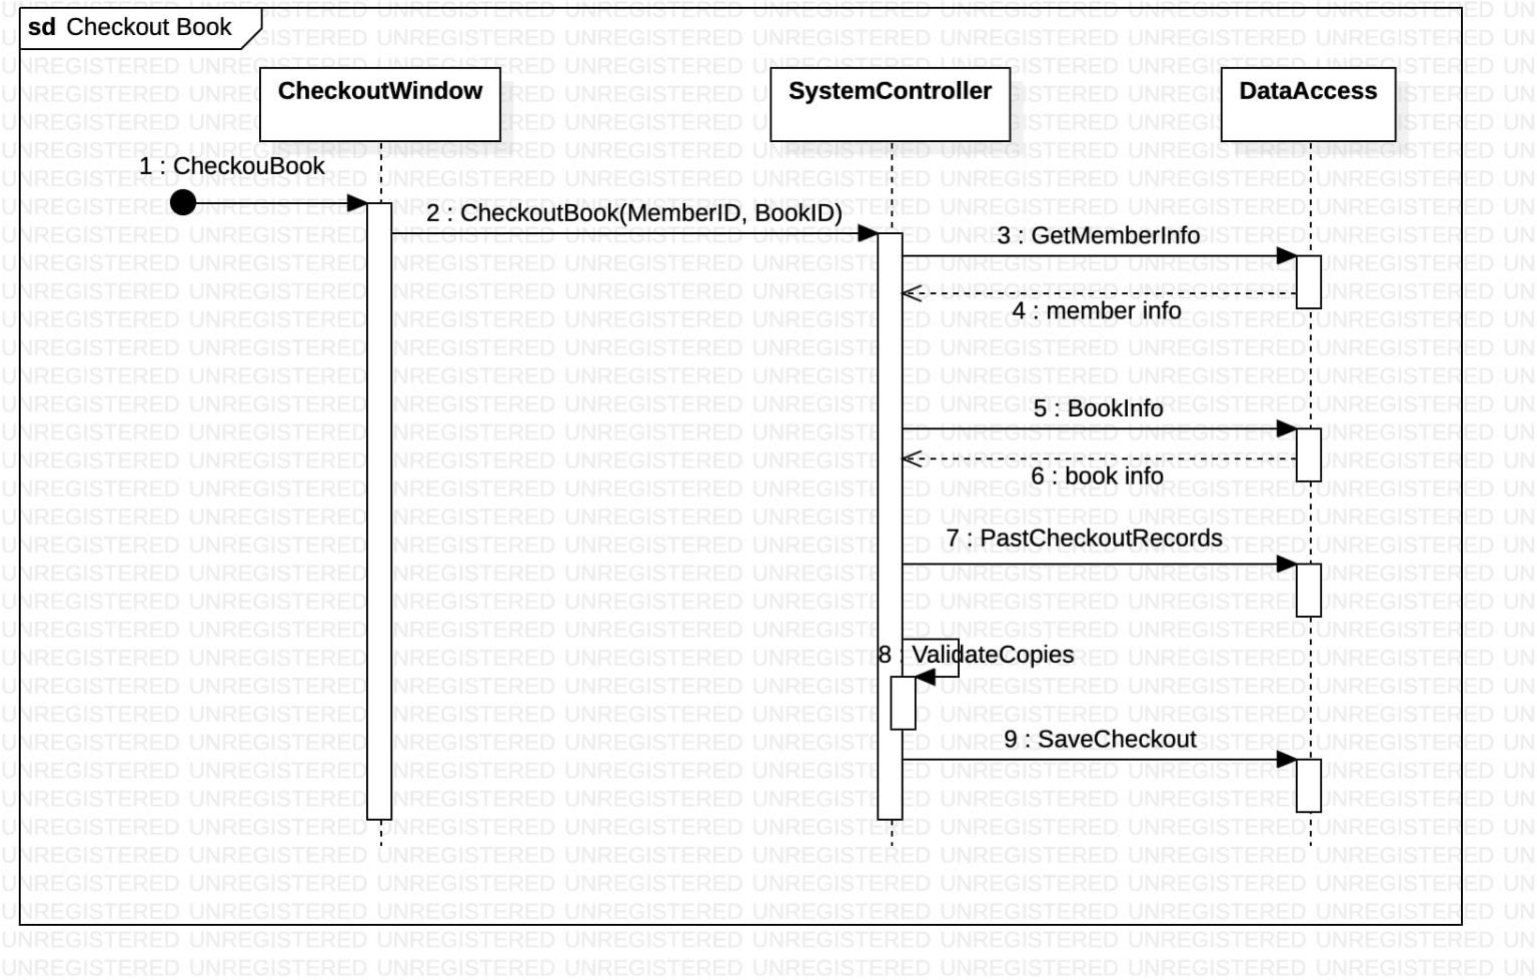 sd Checkout Book
CheckoutWindow
SystemController
DataAccess
1 : CheckouBook
2 : CheckoutBook(MemberID, BookID)
3 : GetMemberInfo
4 : member info
5 : BookInfo
6 : book info
7 : PastCheckoutRecords
8 : ValidateCopies
9 : SaveCheckout
UNREGISTERED